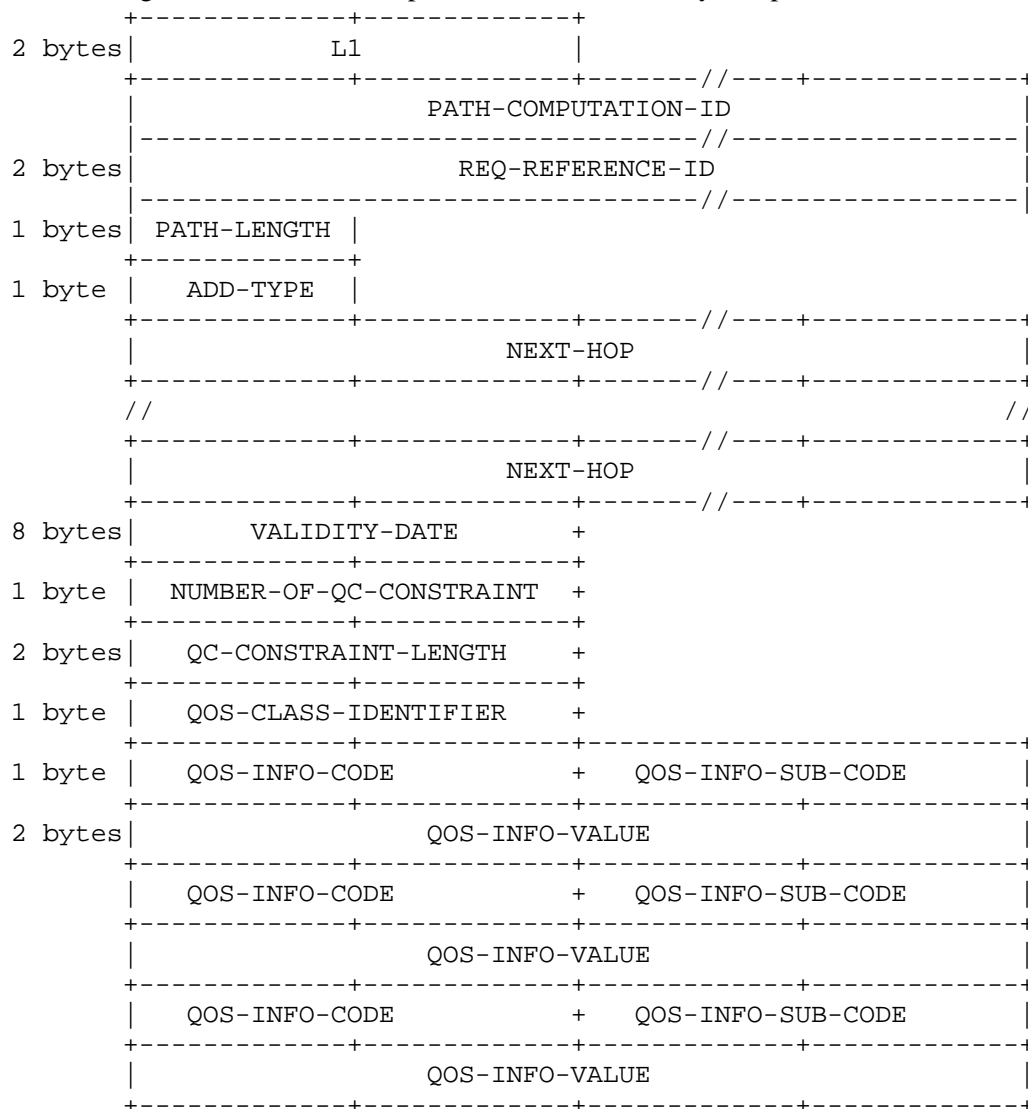 2 bytes| L1 |
PATH-COMPUTATION-ID
2 bytes| REQ-REFERENCE-ID |
1 bytes| PATH-LENGTH |
1 byte | ADD-TYPE |
NEXT-HOP
// //
NEXT-HOP
8 bytes| VALIDITY-DATE +
1 byte | NUMBER-OF-QC-CONSTRAINT +
2 bytes| QC-CONSTRAINT-LENGTH +
1 byte | QOS-CLASS-IDENTIFIER +
1 byte | QOS-INFO-CODE + QOS-INFO-SUB-CODE |
2 bytes| QOS-INFO-VALUE |
| QOS-INFO-CODE + QOS-INFO-SUB-CODE |
| QOS-INFO-VALUE |
| QOS-INFO-CODE + QOS-INFO-SUB-CODE |
| QOS-INFO-VALUE |